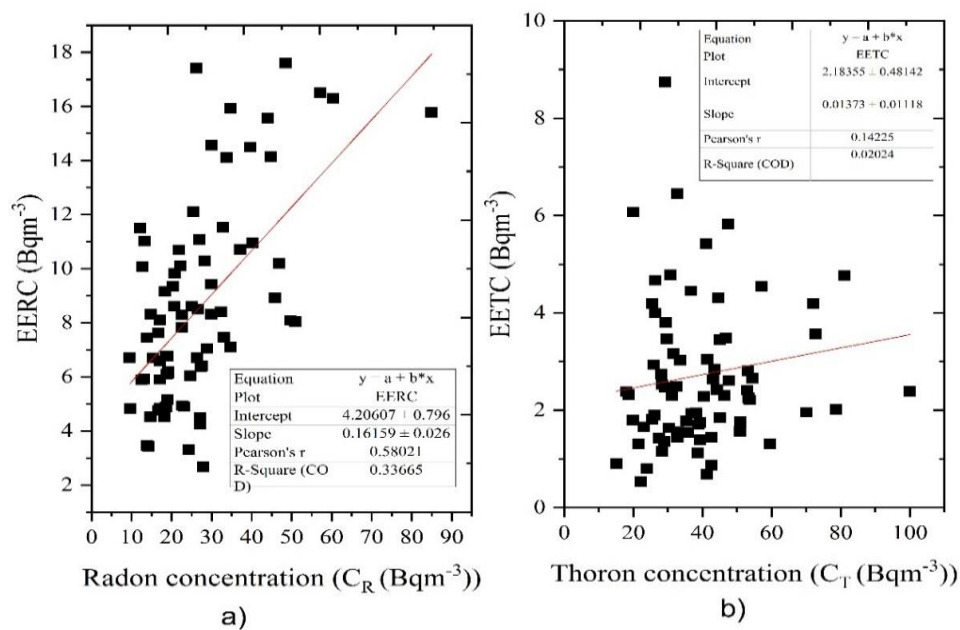 EERC (Bqm⁻³)
18
16
14
12
10
8
6
4
2
0 10 20 30 40 50 60 70 80 90
Radon concentration (C_R (Bqm⁻³))
Equation y = a + b*x
Plot EERC
Intercept 4.20607 ± 0.796
Slope 0.16159 ± 0.026
Pearson's r 0.58021
R-Square (CO
D) 0.33665
a)
EETC (Bqm⁻³)
10
8
6
4
2
0
0 20 40 60 80 100
Thoron concentration (C_T (Bqm⁻³))
Equation y = a + b*x
Plot EETC
Intercept 2.18355 ± 0.48142
Slope 0.01373 ± 0.01118
Pearson's r 0.14225
R-Square (COD) 0.02024
b)